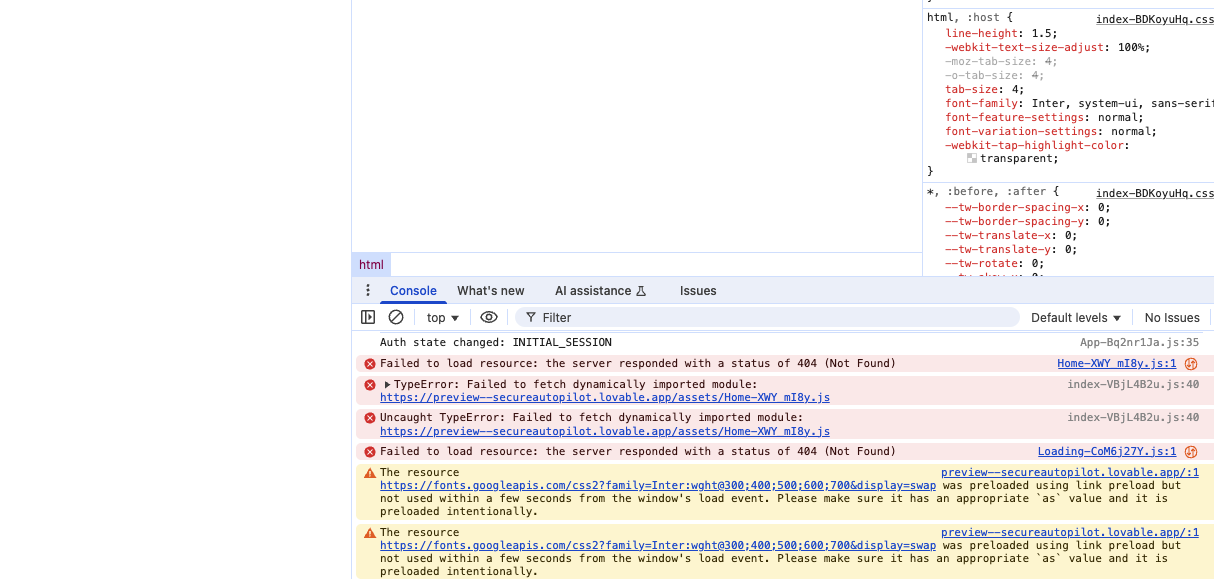 html, :host {
index-BDKoyuHq.css
line-height: 1.5;
-webkit-text-size-adjust: 100%;
-moz-tab-size: 4;
-o-tab-size: 4;
tab-size: 4;
font-family: Inter, system-ui, sans-serif
font-feature-settings: normal;
font-variation-settings: normal;
-webkit-tap-highlight-color:
transparent;
}
*, :before, :after {
index-BDKoyuHq.css
--tw-border-spacing-x: 0;
--tw-border-spacing-y: 0;
--tw-translate-x: 0;
--tw-translate-y: 0;
--tw-rotate: 0;
html
Console What's new AI assistance Issues
top Filter Default levels No Issues
Auth state changed: INITIAL_SESSION App-Bq2nr1Ja.js:35
Failed to load resource: the server responded with a status of 404 (Not Found) Home-XWY_mI8y.js:1
TypeError: Failed to fetch dynamically imported module: index-VBjL4B2u.js:40
https://preview--secureautopilot.lovable.app/assets/Home-XWY_mI8y.js
Uncaught TypeError: Failed to fetch dynamically imported module: index-VBjL4B2u.js:40
https://preview--secureautopilot.lovable.app/assets/Home-XWY_mI8y.js
Failed to load resource: the server responded with a status of 404 (Not Found) Loading-CoM6j27Y.js:1
The resource preview--secureautopilot.lovable.app/:1
https://fonts.googleapis.com/css2?family=Inter:wght@300;400;500;600;700&display=swap was preloaded using link preload but
not used within a few seconds from the window's load event. Please make sure it has an appropriate `as` value and it is
preloaded intentionally.
The resource preview--secureautopilot.lovable.app/:1
https://fonts.googleapis.com/css2?family=Inter:wght@300;400;500;600;700&display=swap was preloaded using link preload but
not used within a few seconds from the window's load event. Please make sure it has an appropriate `as` value and it is
preloaded intentionally.